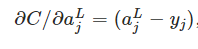 ∂C/∂a_j^L = (a_j^L − y_j),